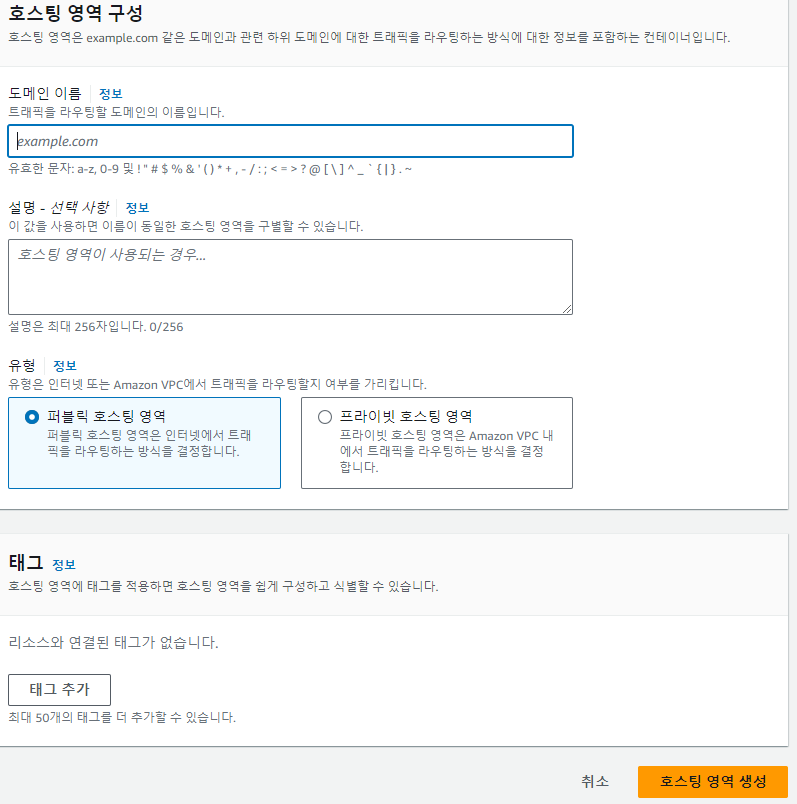 호스팅 영역 구성
호스팅 영역은 example.com 같은 도메인과 관련 하위 도메인에 대한 트래픽을 라우팅하는 방식에 대한 정보를 포함하는 컨테이너입니다.
도메인 이름 정보
트래픽을 라우팅할 도메인의 이름입니다.
example.com
유효한 문자: a-z, 0-9 및 ! " # $ % & ' ( ) * + , - / : ; < = > ? @ [ \ ] ^ _ ` { | } . ~
설명 - 선택 사항 정보
이 값을 사용하면 이름이 동일한 호스팅 영역을 구별할 수 있습니다.
호스팅 영역이 사용되는 경우...
설명은 최대 256자입니다. 0/256
유형 정보
유형은 인터넷 또는 Amazon VPC에서 트래픽을 라우팅할지 여부를 가리킵니다.
퍼블릭 호스팅 영역
퍼블릭 호스팅 영역은 인터넷에서 트래
픽을 라우팅하는 방식을 결정합니다.
프라이빗 호스팅 영역
프라이빗 호스팅 영역은 Amazon VPC 내
에서 트래픽을 라우팅하는 방식을 결정
합니다.
태그 정보
호스팅 영역에 태그를 적용하면 호스팅 영역을 쉽게 구성하고 식별할 수 있습니다.
리소스와 연결된 태그가 없습니다.
태그 추가
최대 50개의 태그를 더 추가할 수 있습니다.
취소 호스팅 영역 생성